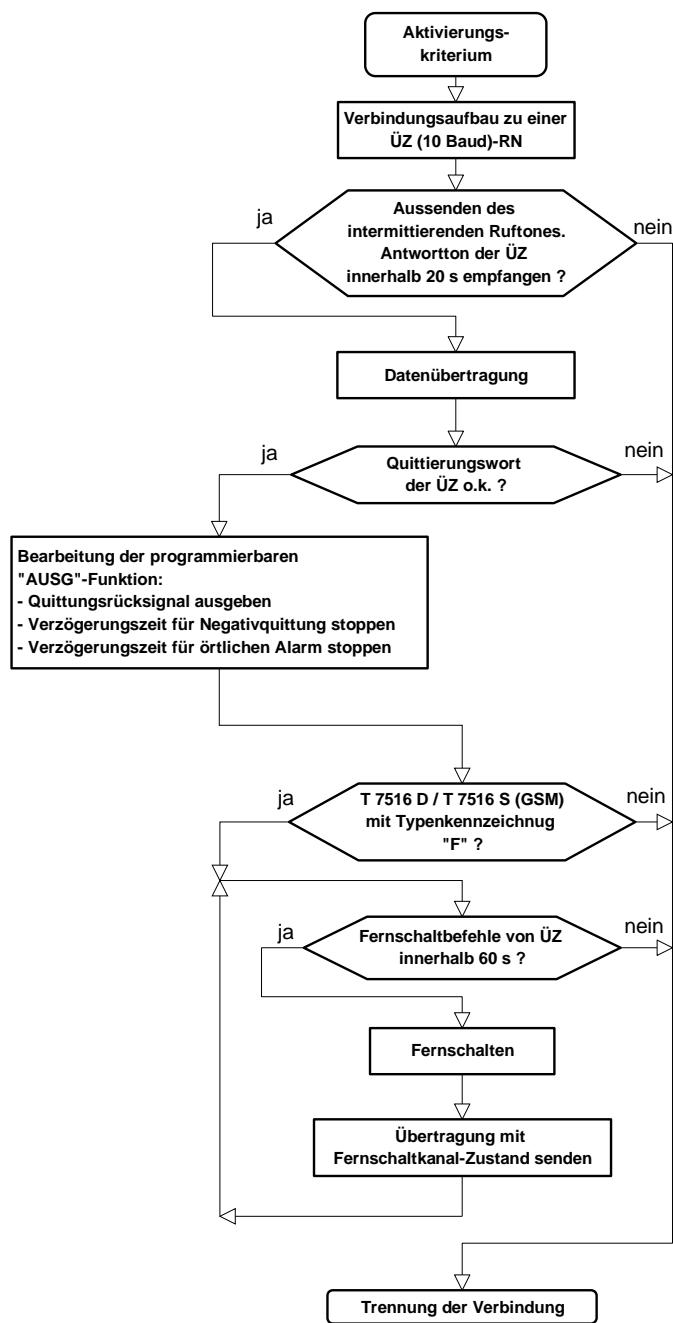 Aktivierungs-
kriterium
Verbindungsaufbau zu einer
ÜZ (10 Baud)-RN
ja
Aussenden des
intermittierenden Ruftones.
Antwortton der ÜZ
innerhalb 20 s empfangen ?
nein
Datenübertragung
ja
Quittierungswort
der ÜZ o.k. ?
nein
Bearbeitung der programmierbaren
"AUSG"-Funktion:
- Quittungsrücksignal ausgeben
- Verzögerungszeit für Negativquittung stoppen
- Verzögerungszeit für örtlichen Alarm stoppen
ja
T 7516 D / T 7516 S (GSM)
mit Typenkennzeichnug
"F" ?
nein
ja
Fernschaltbefehle von ÜZ
innerhalb 60 s ?
nein
Fernschalten
Übertragung mit
Fernschaltkanal-Zustand senden
Trennung der Verbindung